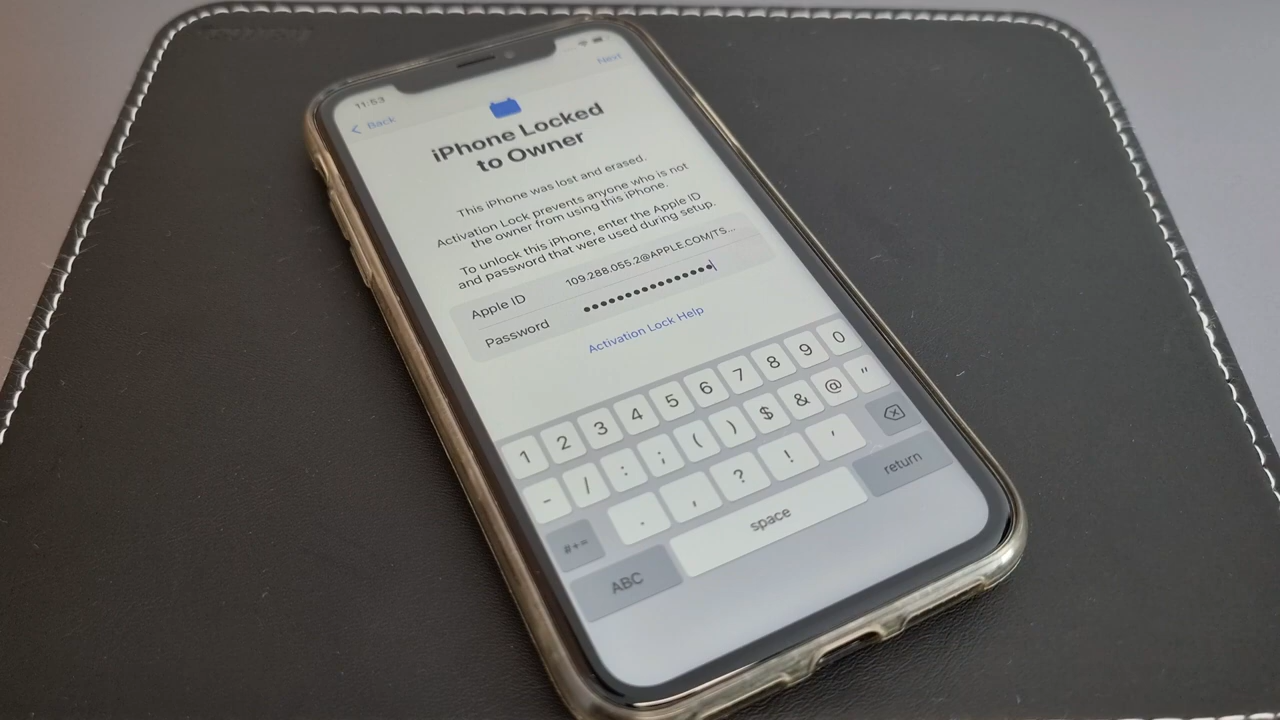 11:53
Back
Next
iPhone Locked
to Owner
This iPhone was lost and erased.
Activation Lock prevents anyone who is not
the owner from using this iPhone.
To unlock this iPhone, enter the Apple ID
and password that were used during setup.
Apple ID 109.288.055.2@APPLE.COM/TS...
Password ••••••••••••••••
Activation Lock Help
1 2 3 4 5 6 7 8 9 0
- / : ; ( ) $ & @ "
#+= . , ? ! '
ABC space return